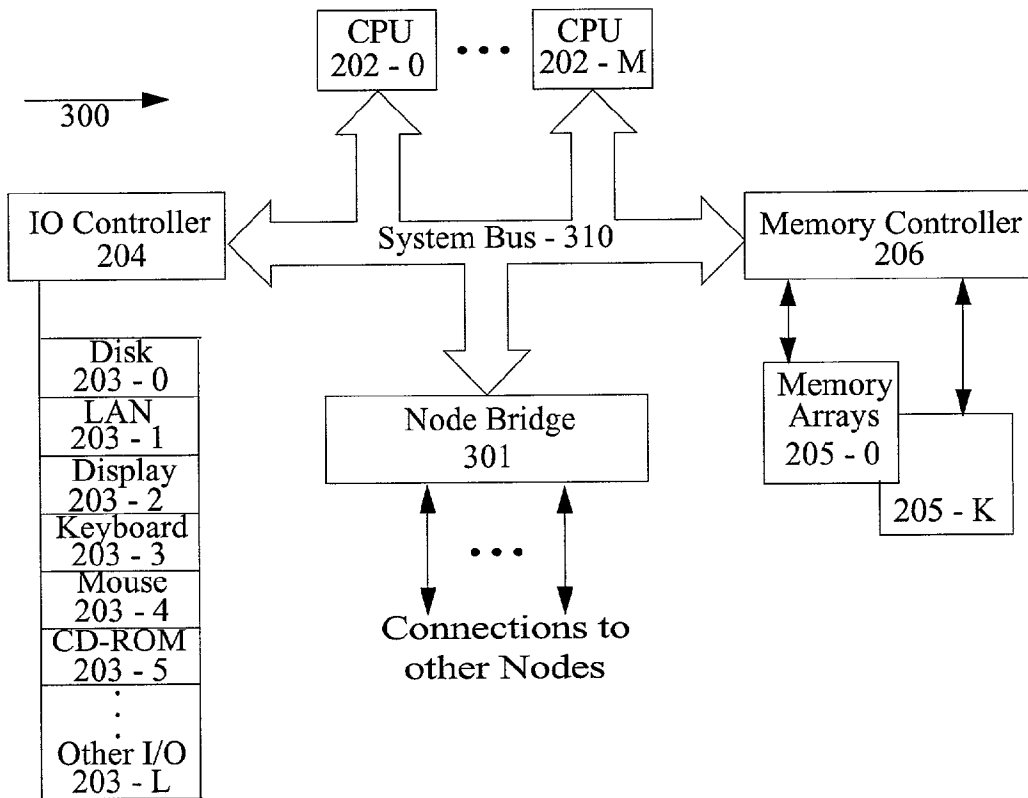 CPU
202 - 0
CPU
202 - M
300
IO Controller
204
System Bus - 310
Memory Controller
206
Disk
203 - 0
LAN
203 - 1
Display
203 - 2
Keyboard
203 - 3
Mouse
203 - 4
CD-ROM
203 - 5
Other I/O
203 - L
Node Bridge
301
Connections to
other Nodes
Memory
Arrays
205 - 0
205 - K